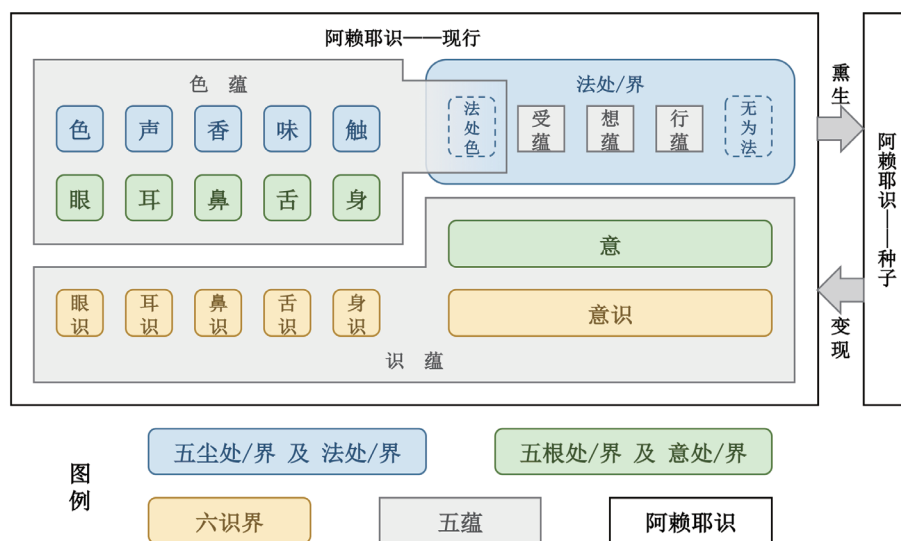 阿赖耶识——现行
色 蕴
色 声 香 味 触
眼 耳 鼻 舌 身
法处/界
法处色
受蕴
想蕴
行蕴
无为法
意
眼识
耳识
鼻识
舌识
身识
意识
识 蕴
熏生
变现
阿赖耶识——种子
图例
五尘处/界 及 法处/界
五根处/界 及 意处/界
六识界
五蕴
阿赖耶识